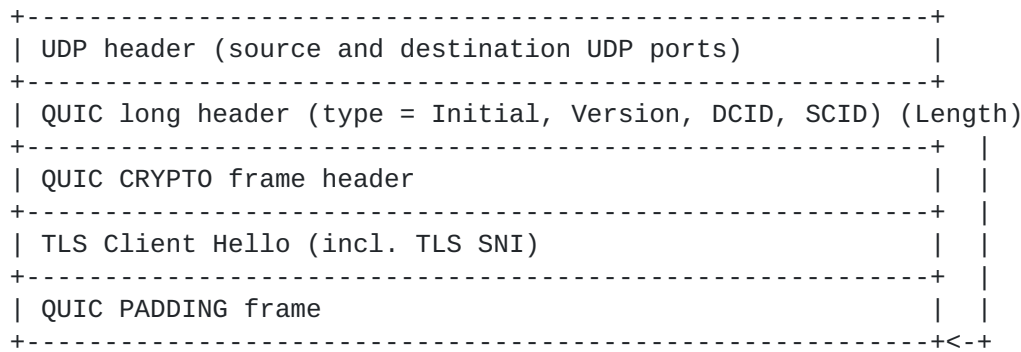 +-----------------------------------------------------------+
| UDP header (source and destination UDP ports)             |
+-----------------------------------------------------------+
| QUIC long header (type = Initial, Version, DCID, SCID) (Length)
+-----------------------------------------------------------+  |
| QUIC CRYPTO frame header                                  |  |
+-----------------------------------------------------------+  |
| TLS Client Hello (incl. TLS SNI)                          |  |
+-----------------------------------------------------------+  |
| QUIC PADDING frame                                        |  |
+-----------------------------------------------------------+<-+